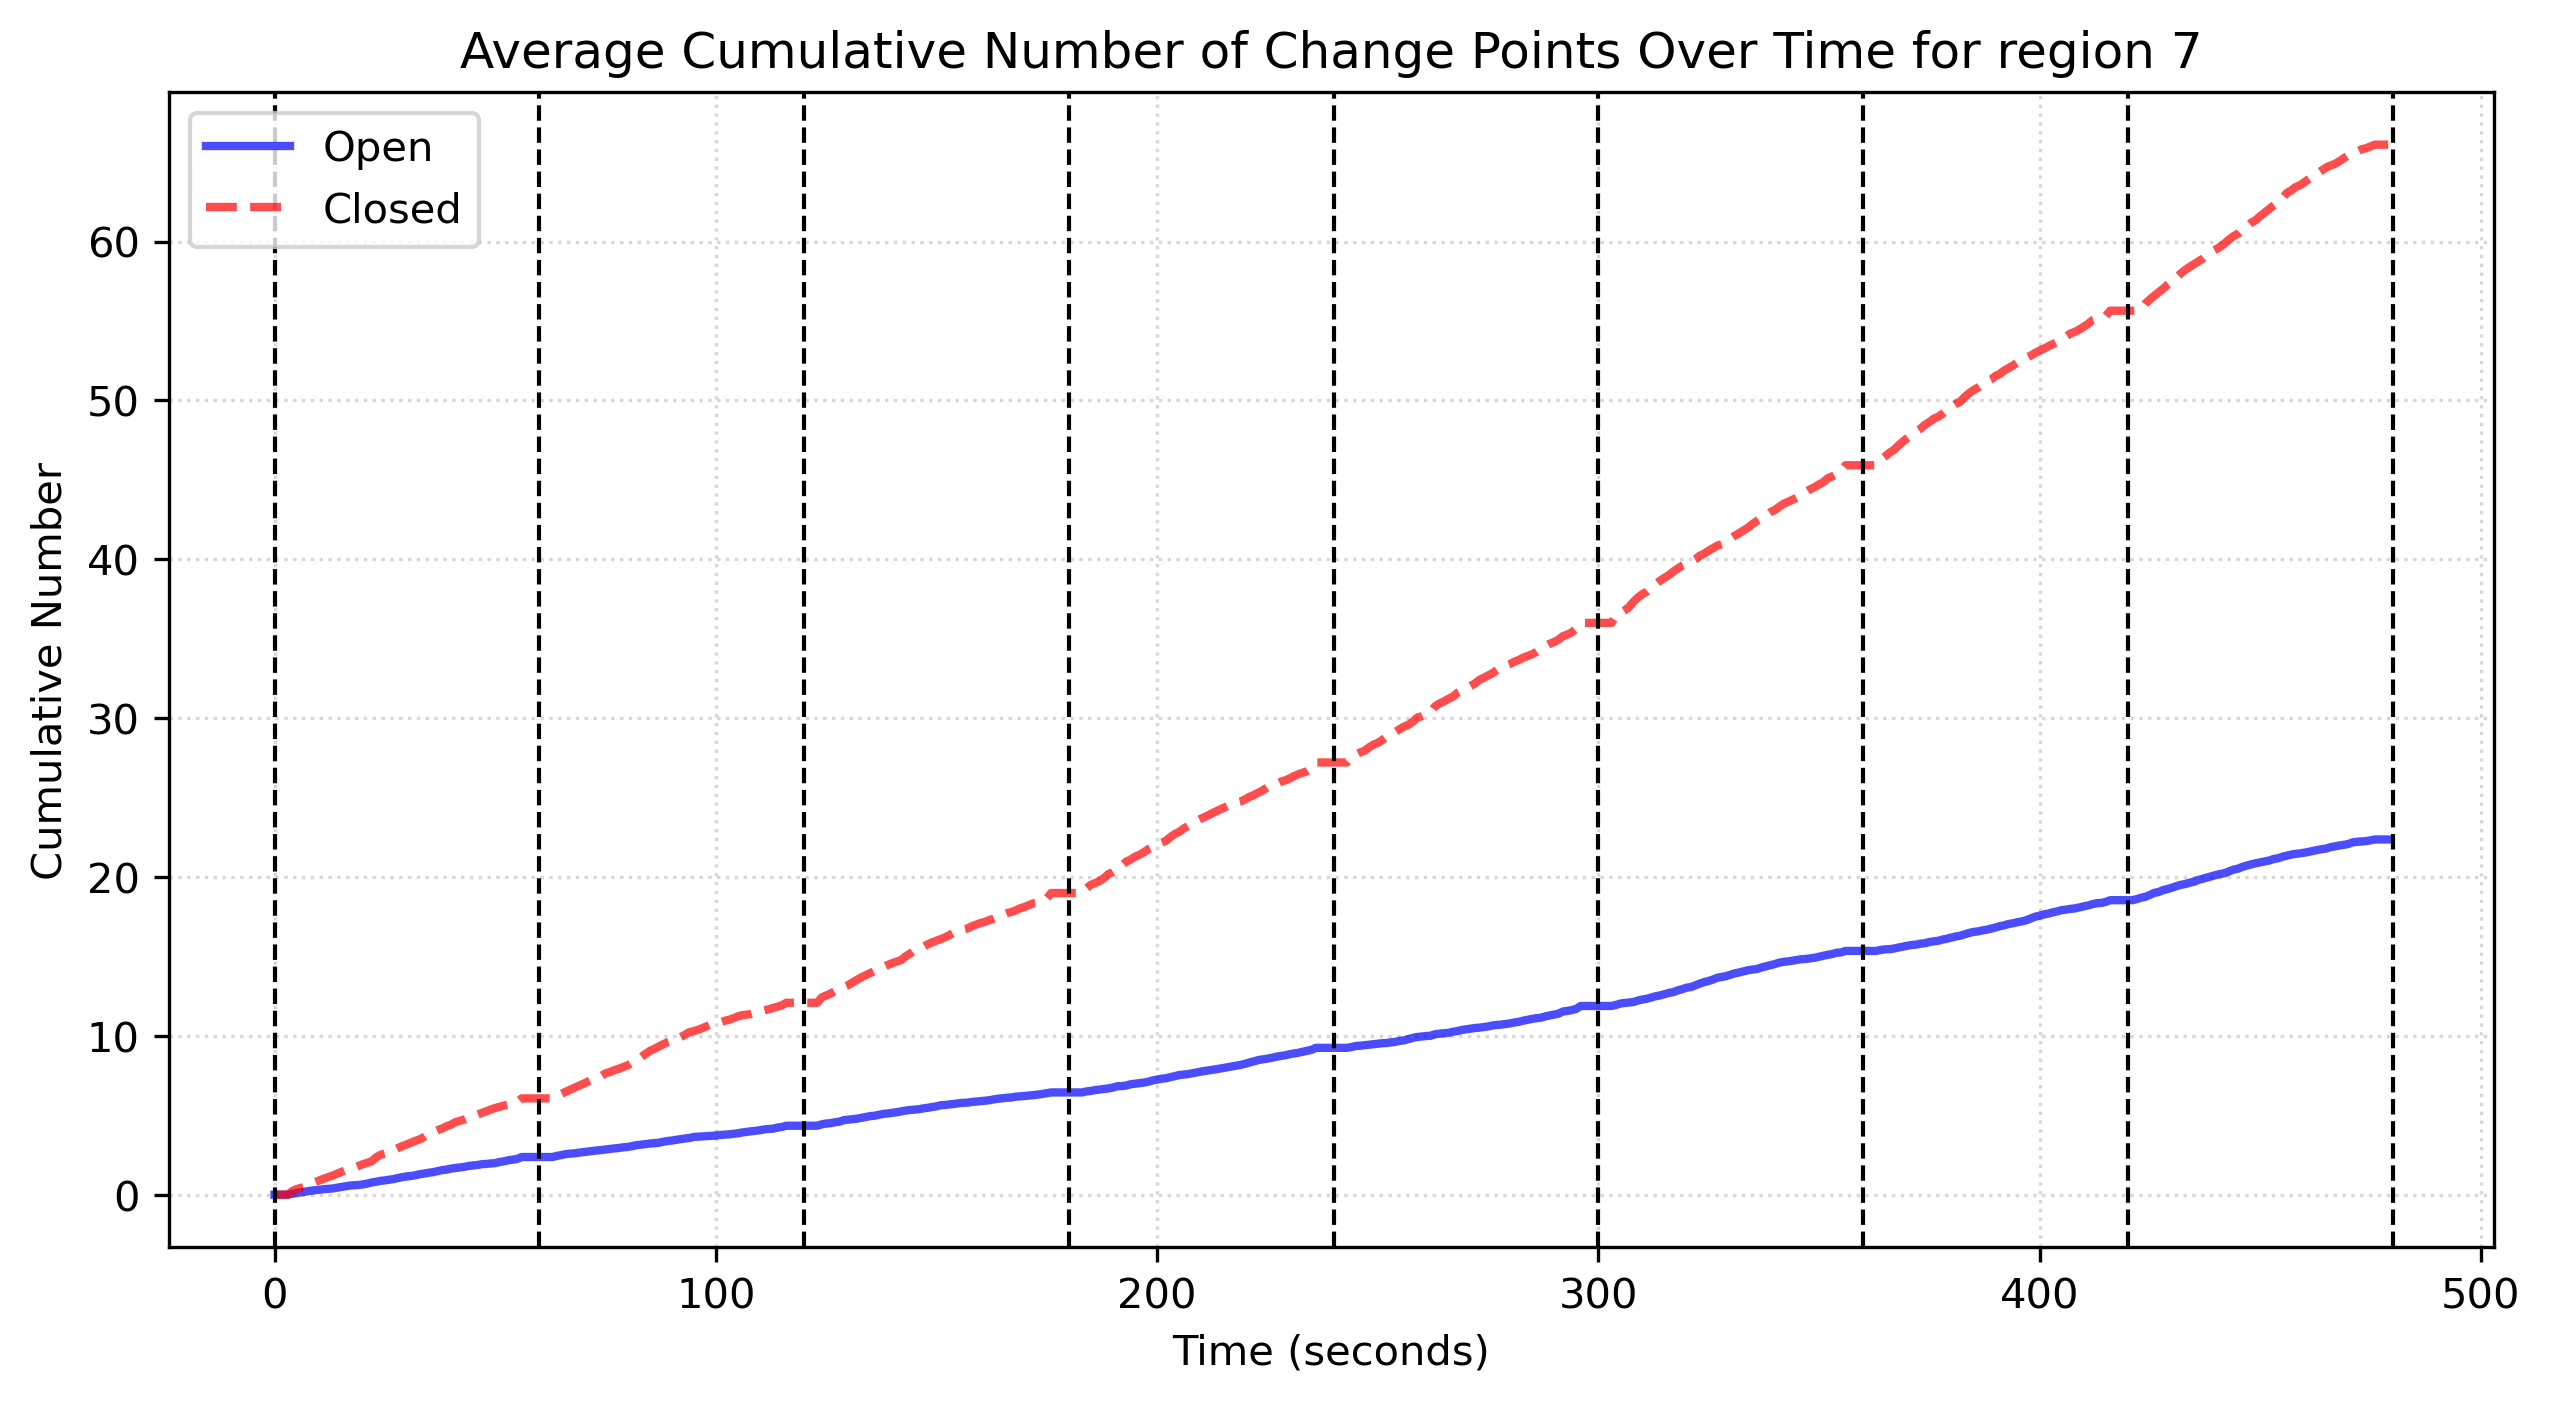 Average Cumulative Number of Change Points Over Time for region 7
Open
Closed
Cumulative Number
60
50
40
30
20
10
0
0 100 200 300 400 500
Time (seconds)